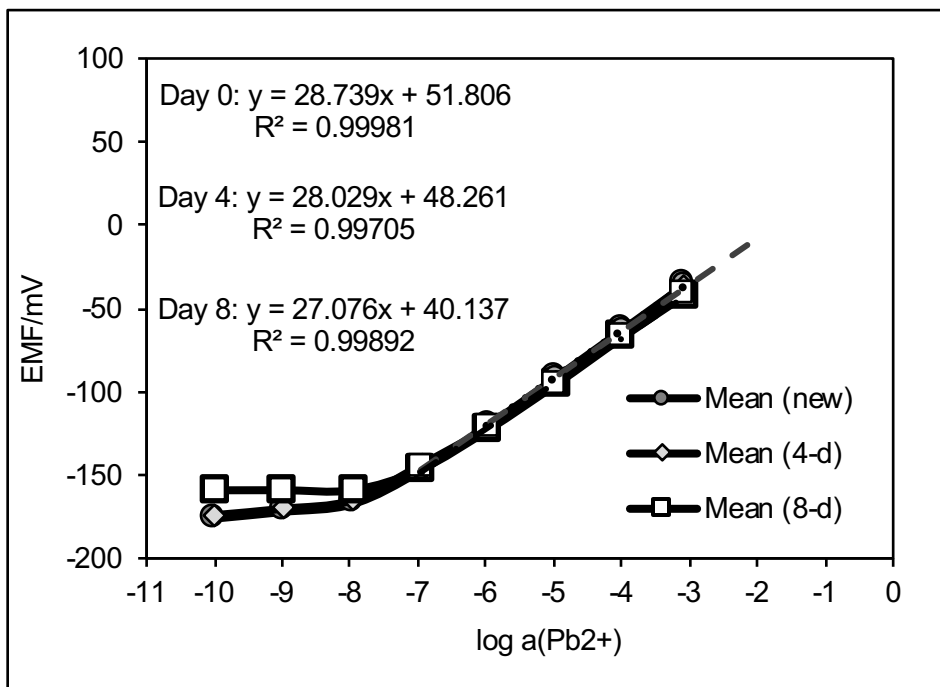 100
50
0
-50
-100
-150
-200
EMF/mV
Day 0: y = 28.739x + 51.806
R² = 0.99981
Day 4: y = 28.029x + 48.261
R² = 0.99705
Day 8: y = 27.076x + 40.137
R² = 0.99892
Mean (new)
Mean (4-d)
Mean (8-d)
-11 -10 -9 -8 -7 -6 -5 -4 -3 -2 -1 0
log a(Pb2+)